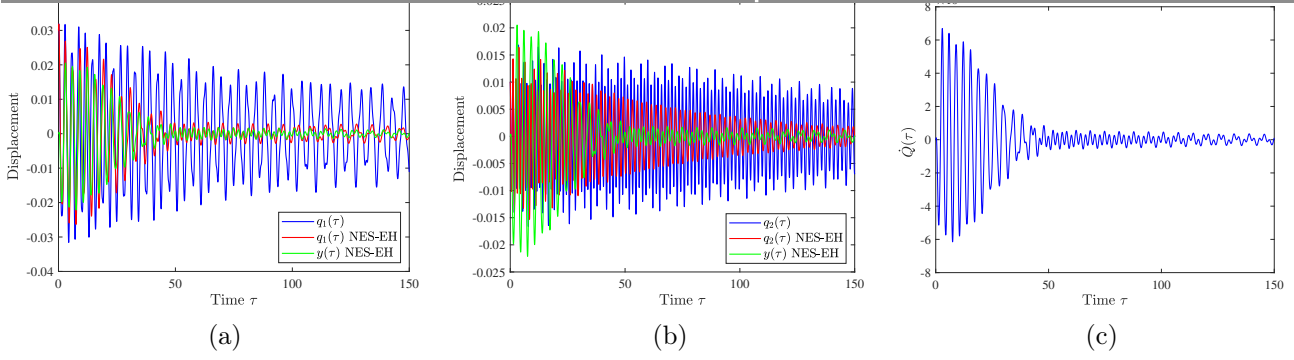 0.03
0.02
0.01
0
-0.01
-0.02
-0.03
-0.04
Displacement
0
50
100
150
Time τ
q₁(τ)
q₁(τ) NES-EH
y(τ) NES-EH
(a)
0.02
0.015
0.01
0.005
0
-0.005
-0.01
-0.015
-0.02
-0.025
Displacement
0
50
100
150
Time τ
q₂(τ)
q₂(τ) NES-EH
y(τ) NES-EH
(b)
8
6
4
2
0
-2
-4
-6
-8
Q̇(τ)
0
50
100
150
Time τ
(c)